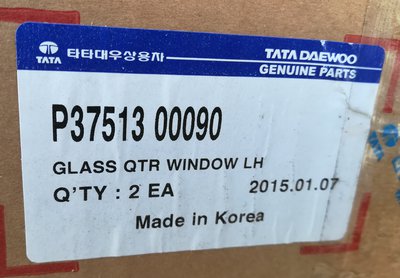 TATA 타타대우상용차 TATA DAEWOO
GENUINE PARTS
P37513 00090
GLASS QTR WINDOW LH
Q'TY : 2 EA 2015.01.07
Made in Korea